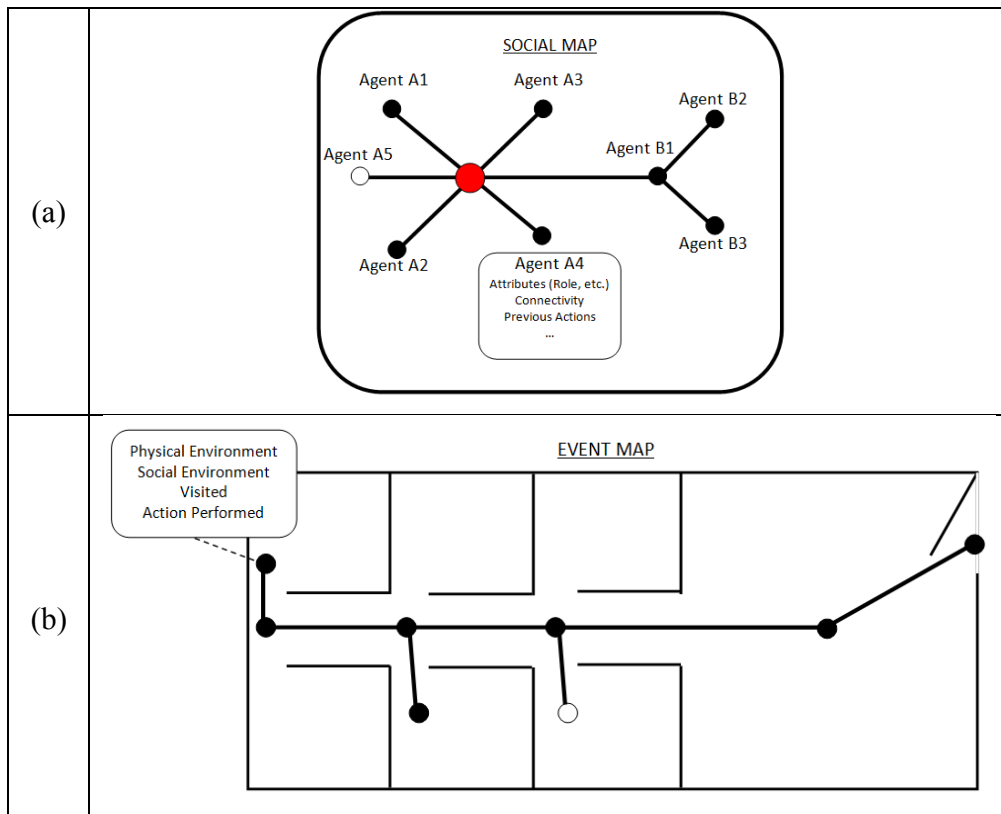 (a)
SOCIAL MAP
Agent A1
Agent A3
Agent B2
Agent A5
Agent B1
Agent A2
Agent A4
Attributes (Role, etc.)
Connectivity
Previous Actions
...
Agent B3
(b)
EVENT MAP
Physical Environment
Social Environment
Visited
Action Performed